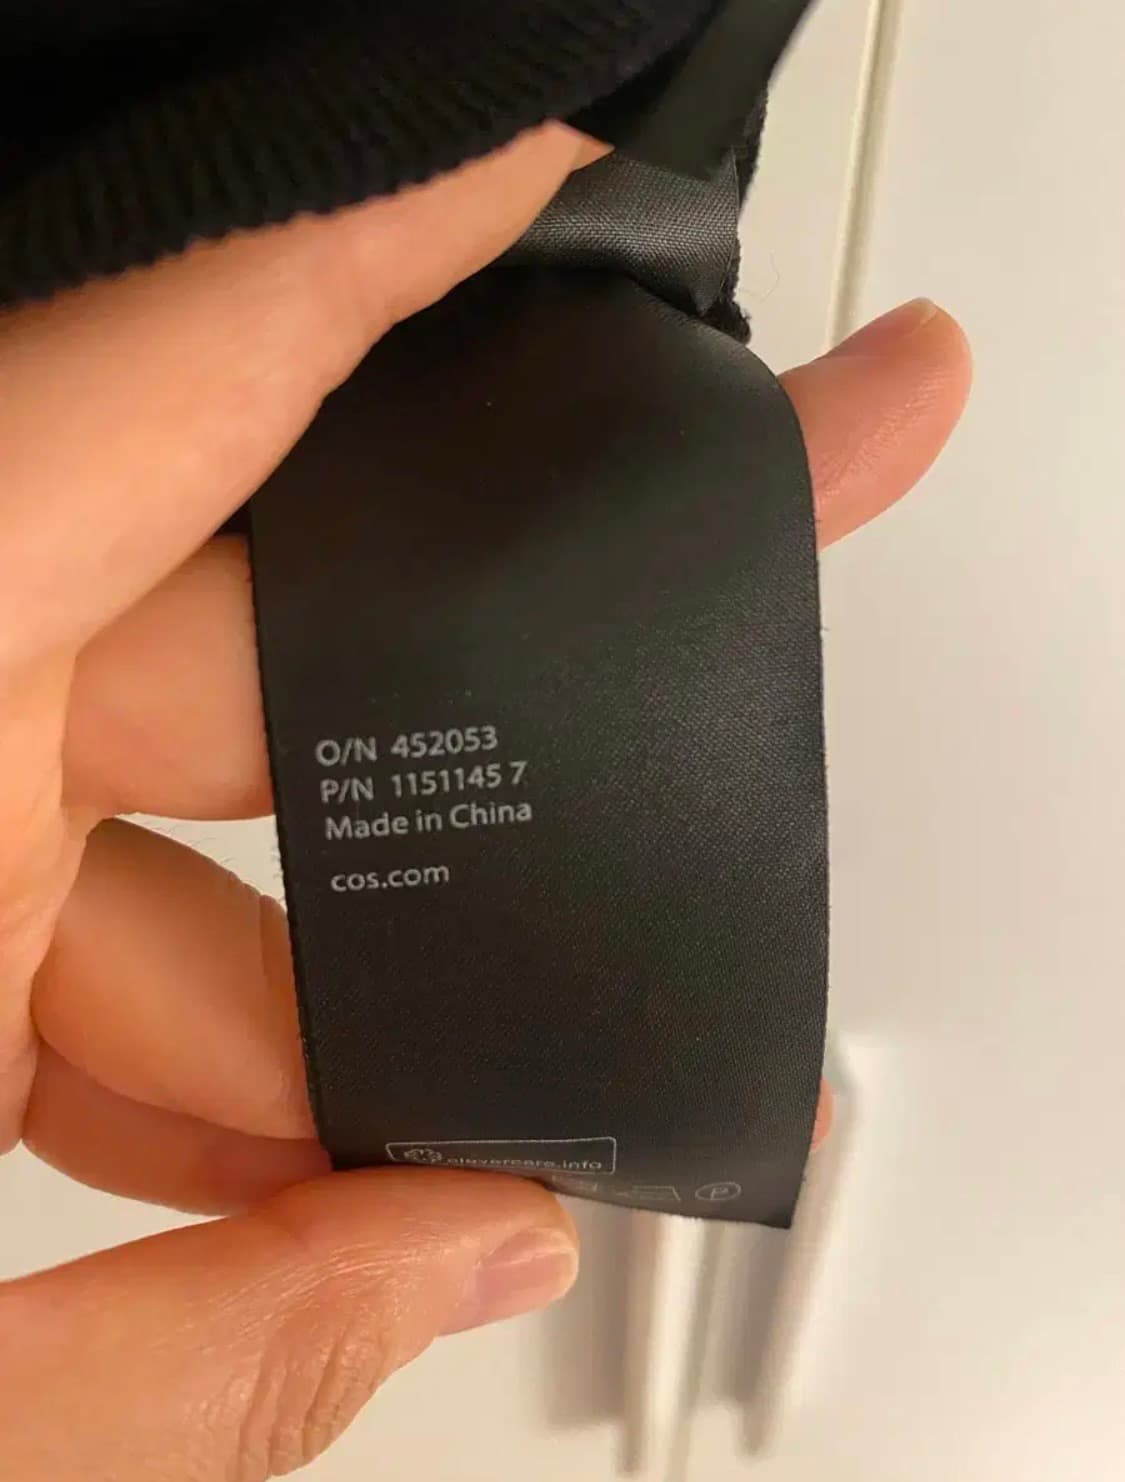 O/N 452053
P/N 1151145 7
Made in China
cos.com
clevercare.info
P